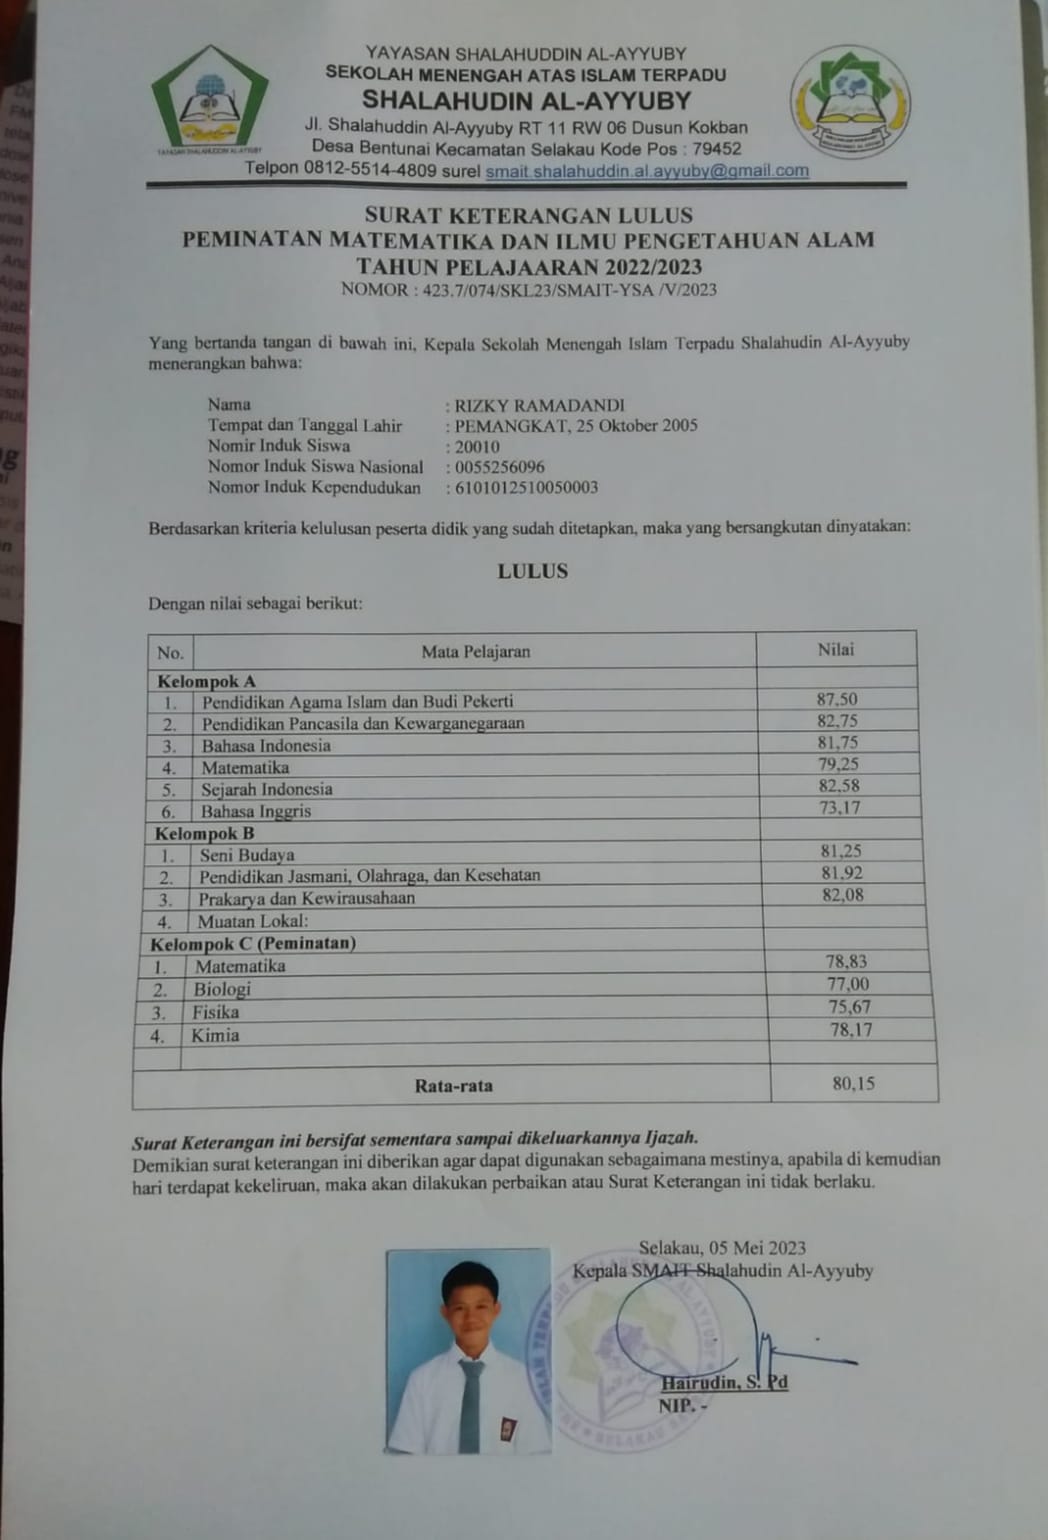 YAYASAN SHALAHUDDIN AL-AYYUBY
SEKOLAH MENENGAH ATAS ISLAM TERPADU
SHALAHUDIN AL-AYYUBY
Jl. Shalahuddin Al-Ayyuby RT 11 RW 06 Dusun Kokban
Desa Bentunai Kecamatan Selakau Kode Pos : 79452
Telpon 0812-5514-4809 surel smait.shalahuddin.al.ayyuby@gmail.com
YAYASAN SHALAHUDDIN AL-AYYUBY
SURAT KETERANGAN LULUS
PEMINATAN MATEMATIKA DAN ILMU PENGETAHUAN ALAM
TAHUN PELAJAARAN 2022/2023
NOMOR : 423.7/074/SKL23/SMAIT-YSA /V/2023
Yang bertanda tangan di bawah ini, Kepala Sekolah Menengah Islam Terpadu Shalahudin Al-Ayyuby
menerangkan bahwa:
Nama : RIZKY RAMADANDI
Tempat dan Tanggal Lahir : PEMANGKAT, 25 Oktober 2005
Nomir Induk Siswa : 20010
Nomor Induk Siswa Nasional : 0055256096
Nomor Induk Kependudukan : 6101012510050003
Berdasarkan kriteria kelulusan peserta didik yang sudah ditetapkan, maka yang bersangkutan dinyatakan:
LULUS
Dengan nilai sebagai berikut:
No. Mata Pelajaran Nilai
Kelompok A
1. Pendidikan Agama Islam dan Budi Pekerti 87,50
2. Pendidikan Pancasila dan Kewarganegaraan 82,75
3. Bahasa Indonesia 81,75
4. Matematika 79,25
5. Sejarah Indonesia 82,58
6. Bahasa Inggris 73,17
Kelompok B
1. Seni Budaya 81,25
2. Pendidikan Jasmani, Olahraga, dan Kesehatan 81,92
3. Prakarya dan Kewirausahaan 82,08
4. Muatan Lokal:
Kelompok C (Peminatan)
1. Matematika 78,83
2. Biologi 77,00
3. Fisika 75,67
4. Kimia 78,17
Rata-rata 80,15
Surat Keterangan ini bersifat sementara sampai dikeluarkannya Ijazah.
Demikian surat keterangan ini diberikan agar dapat digunakan sebagaimana mestinya, apabila di kemudian
hari terdapat kekeliruan, maka akan dilakukan perbaikan atau Surat Keterangan ini tidak berlaku.
Selakau, 05 Mei 2023
Kepala SMAIT Shalahudin Al-Ayyuby
Hairudin, S. Pd
NIP. -